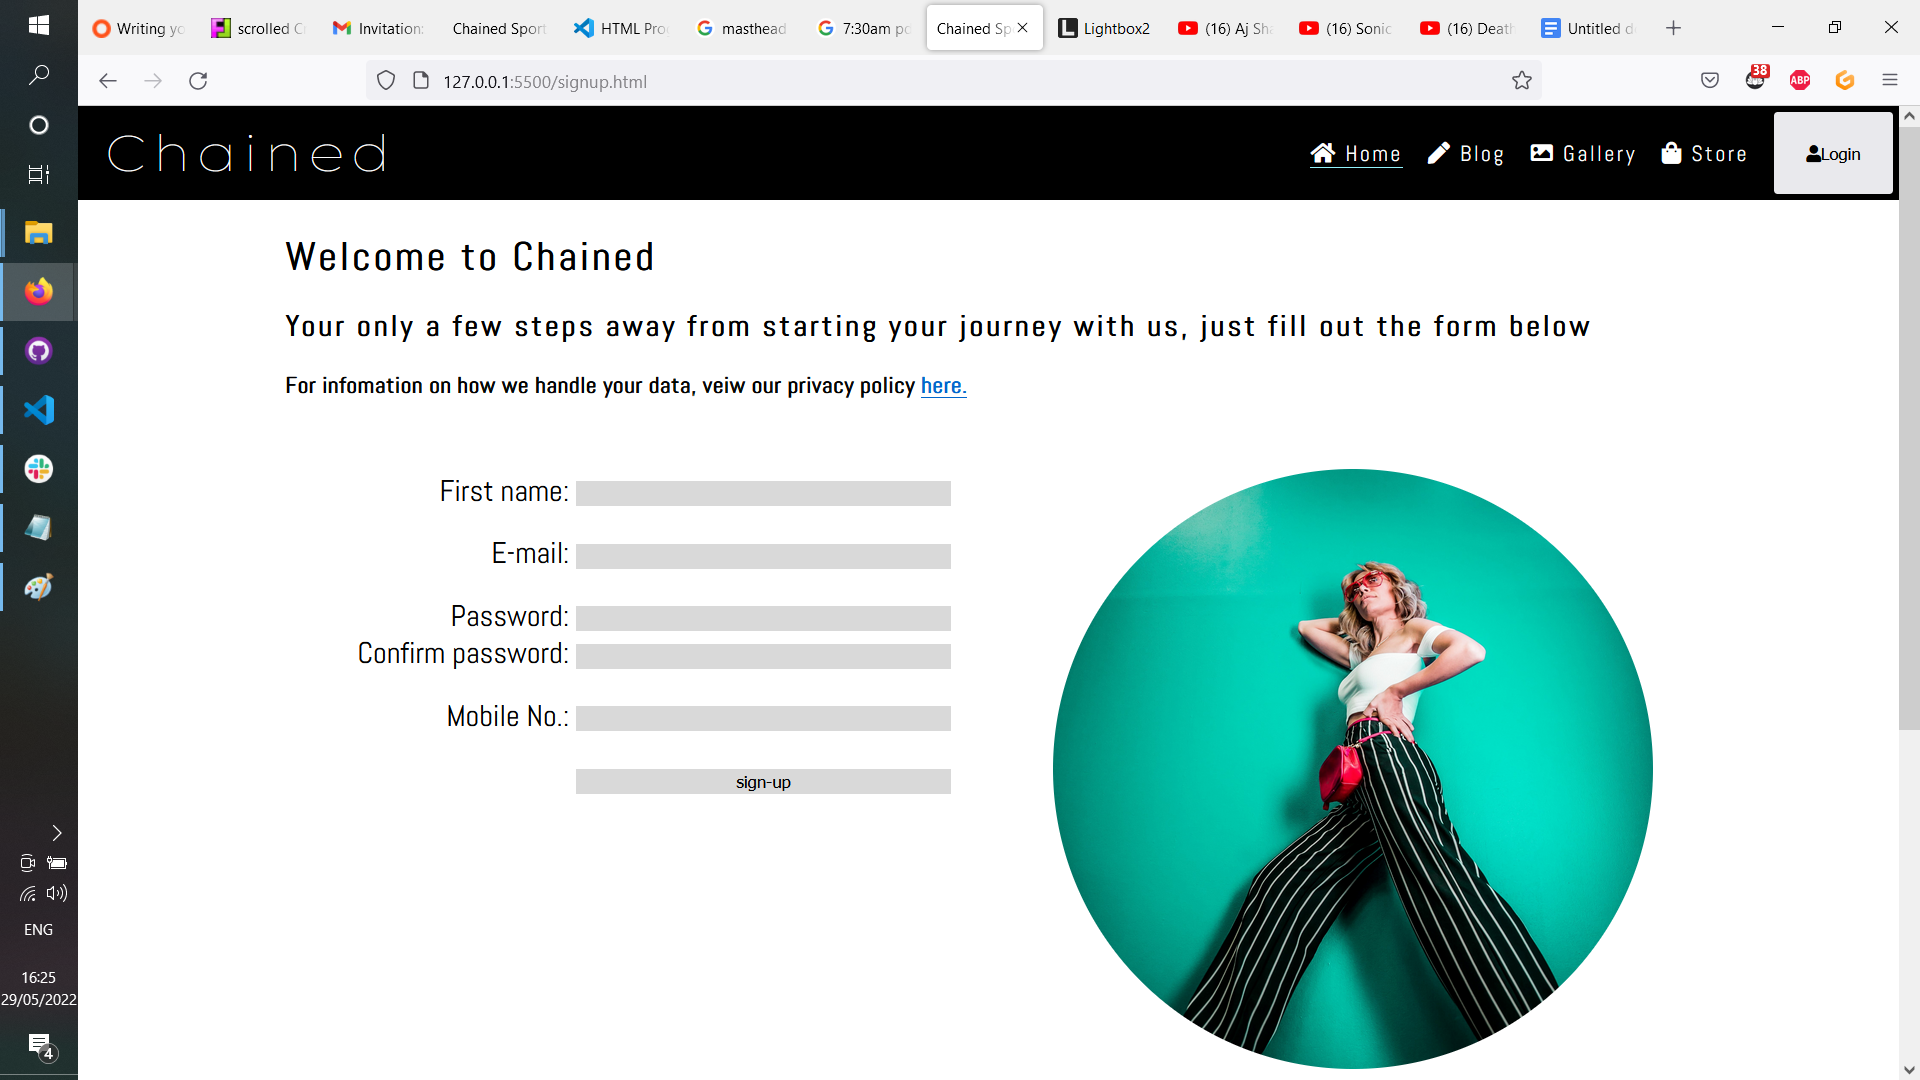 Writing yo
scrolled C
Invitation:
Chained Sport
HTML Pro
masthead
7:30am pd
Chained Sp
Lightbox2
(16) Aj Sha
(16) Sonic
(16) Death
Untitled d
127.0.0.1:5500/signup.html
38
ABP
Chained
Home
Blog
Gallery
Store
Login
Welcome to Chained
Your only a few steps away from starting your journey with us, just fill out the form below
For infomation on how we handle your data, veiw our privacy policy here.
First name:
E-mail:
Password:
Confirm password:
Mobile No.:
sign-up
ENG
16:25
29/05/2022
4